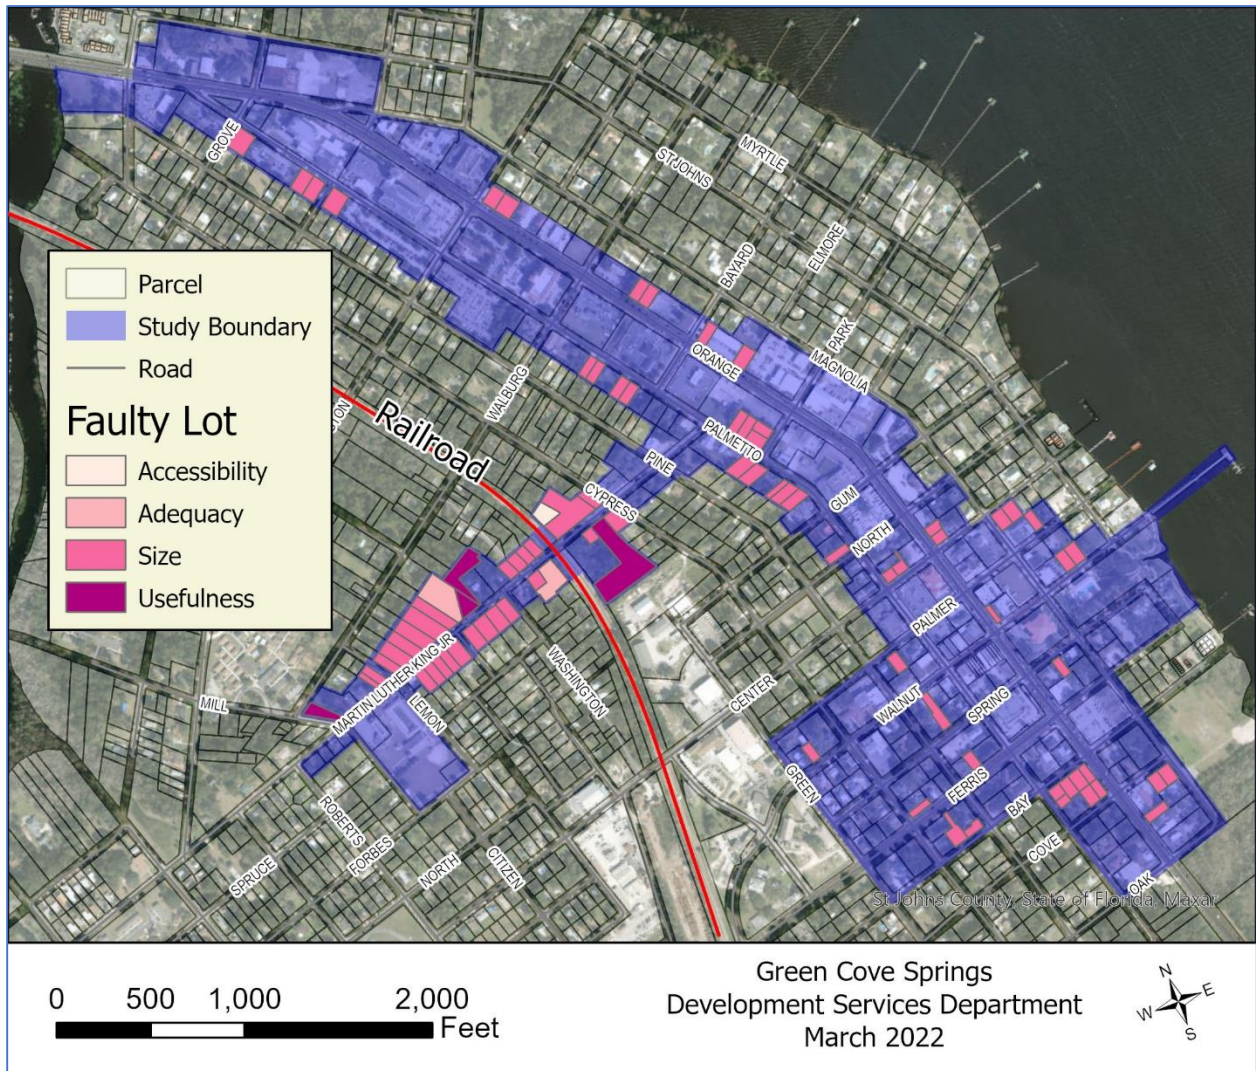 MYRTLE
ST JOHNS
GROVE
ELMORE
BAYARD
PARK
MAGNOLIA
ORANGE
WALBURG
PALMETTO
PINE
CYPRESS
GUM
NORTH
PALMER
WALNUT
SPRING
FERRIS
BAY
COVE
OAK
GREEN
CENTER
WASHINGTON
Railroad
MARTIN LUTHER KING JR
LEMON
MILL
ROBERTS
FORBES
SPRUCE
NORTH
CITIZEN
TON
Parcel
Study Boundary
Road
Faulty Lot
Accessibility
Adequacy
Size
Usefulness
St Johns County, State of Florida, Maxar
0 500 1,000 2,000
Feet
Green Cove Springs
Development Services Department
March 2022
N
E
W
S